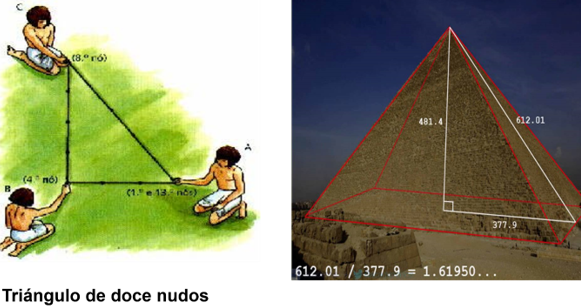 C
(8.º nó)
A
(4.º nó)
B
(1.º e 13.º nós)
Triángulo de doce nudos
481.4
612.01
377.9
612.01 / 377.9 = 1.61950...